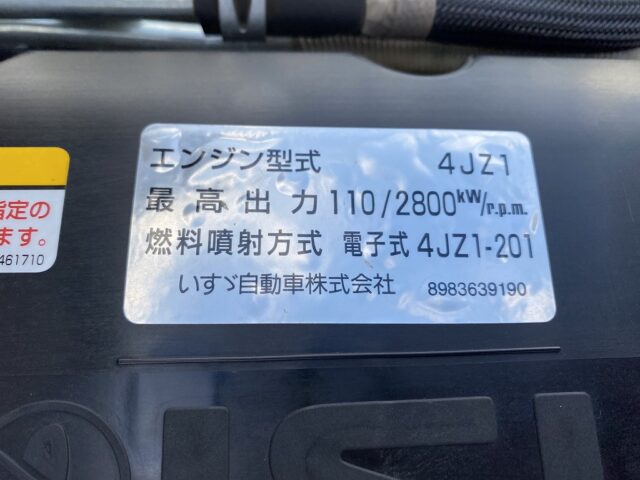 エンジン型式 4JZ1
最高出力 110/2800kW/r.p.m.
燃料噴射方式 電子式 4JZ1-201
いすゞ自動車株式会社 8983639190
指定の
ます。
461710